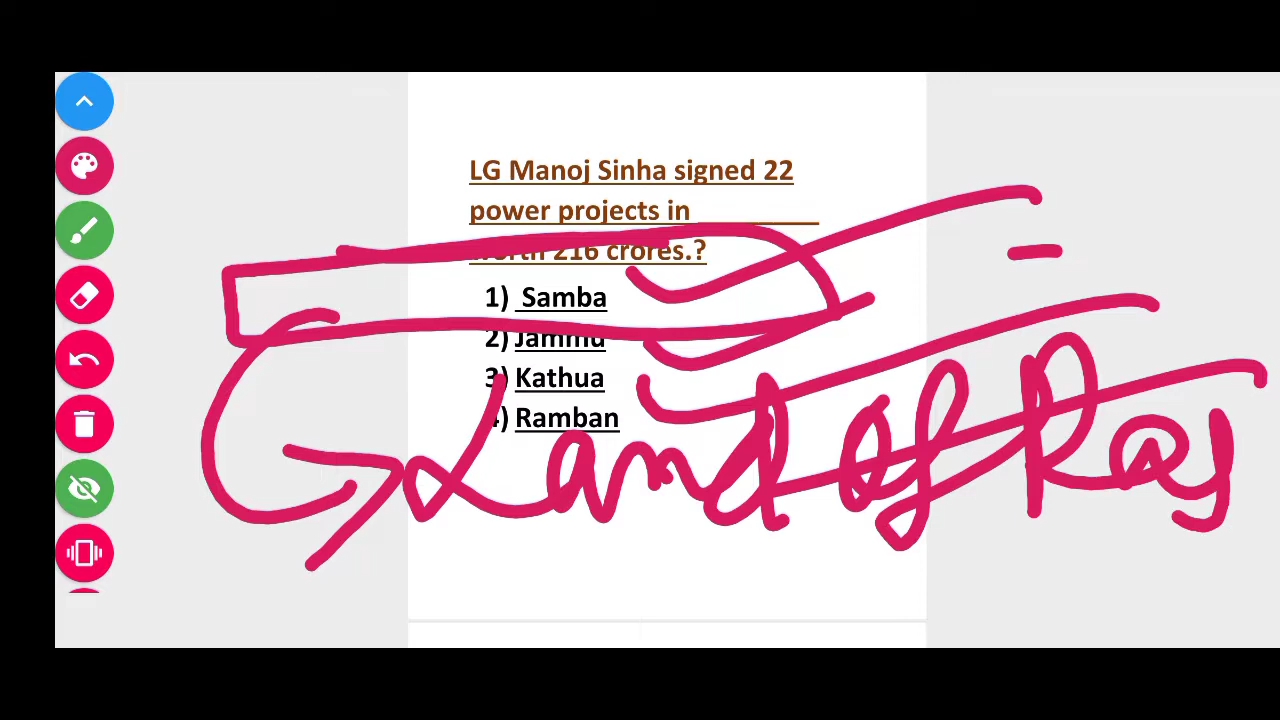 LG Manoj Sinha signed 22
power projects in ________
worth 216 crores.?
1) Samba
2) Jammu
3) Kathua
4) Ramban
Land of Raj